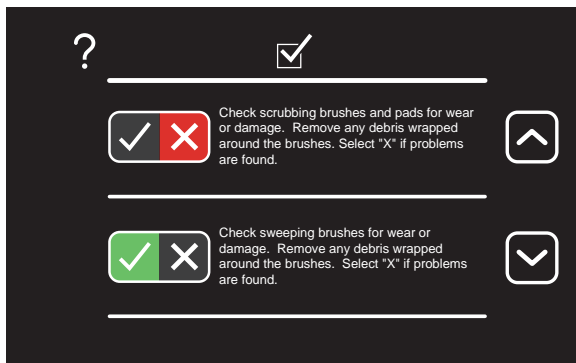 ?
Check scrubbing brushes and pads for wear
or damage.  Remove any debris wrapped
around the brushes. Select "X" if problems
are found.
Check sweeping brushes for wear or
damage.  Remove any debris wrapped
around the brushes.  Select "X" if problems
are found.